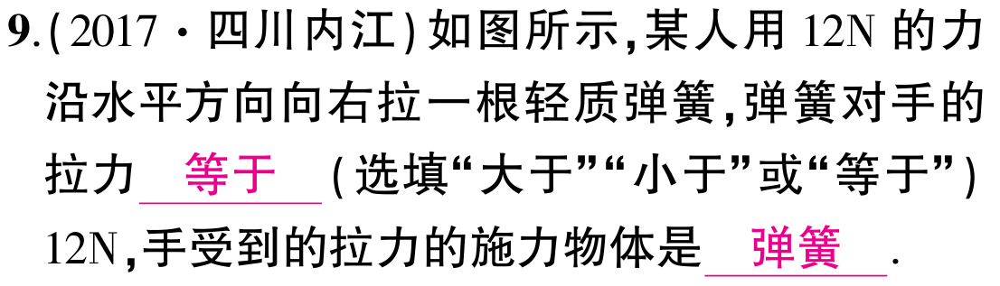 9.(2017·四川内江)如图所示,某人用 12N 的力
沿水平方向向右拉一根轻质弹簧,弹簧对手的
拉力 等于 (选填“大于”“小于”或“等于”)
12N,手受到的拉力的施力物体是 弹簧 .